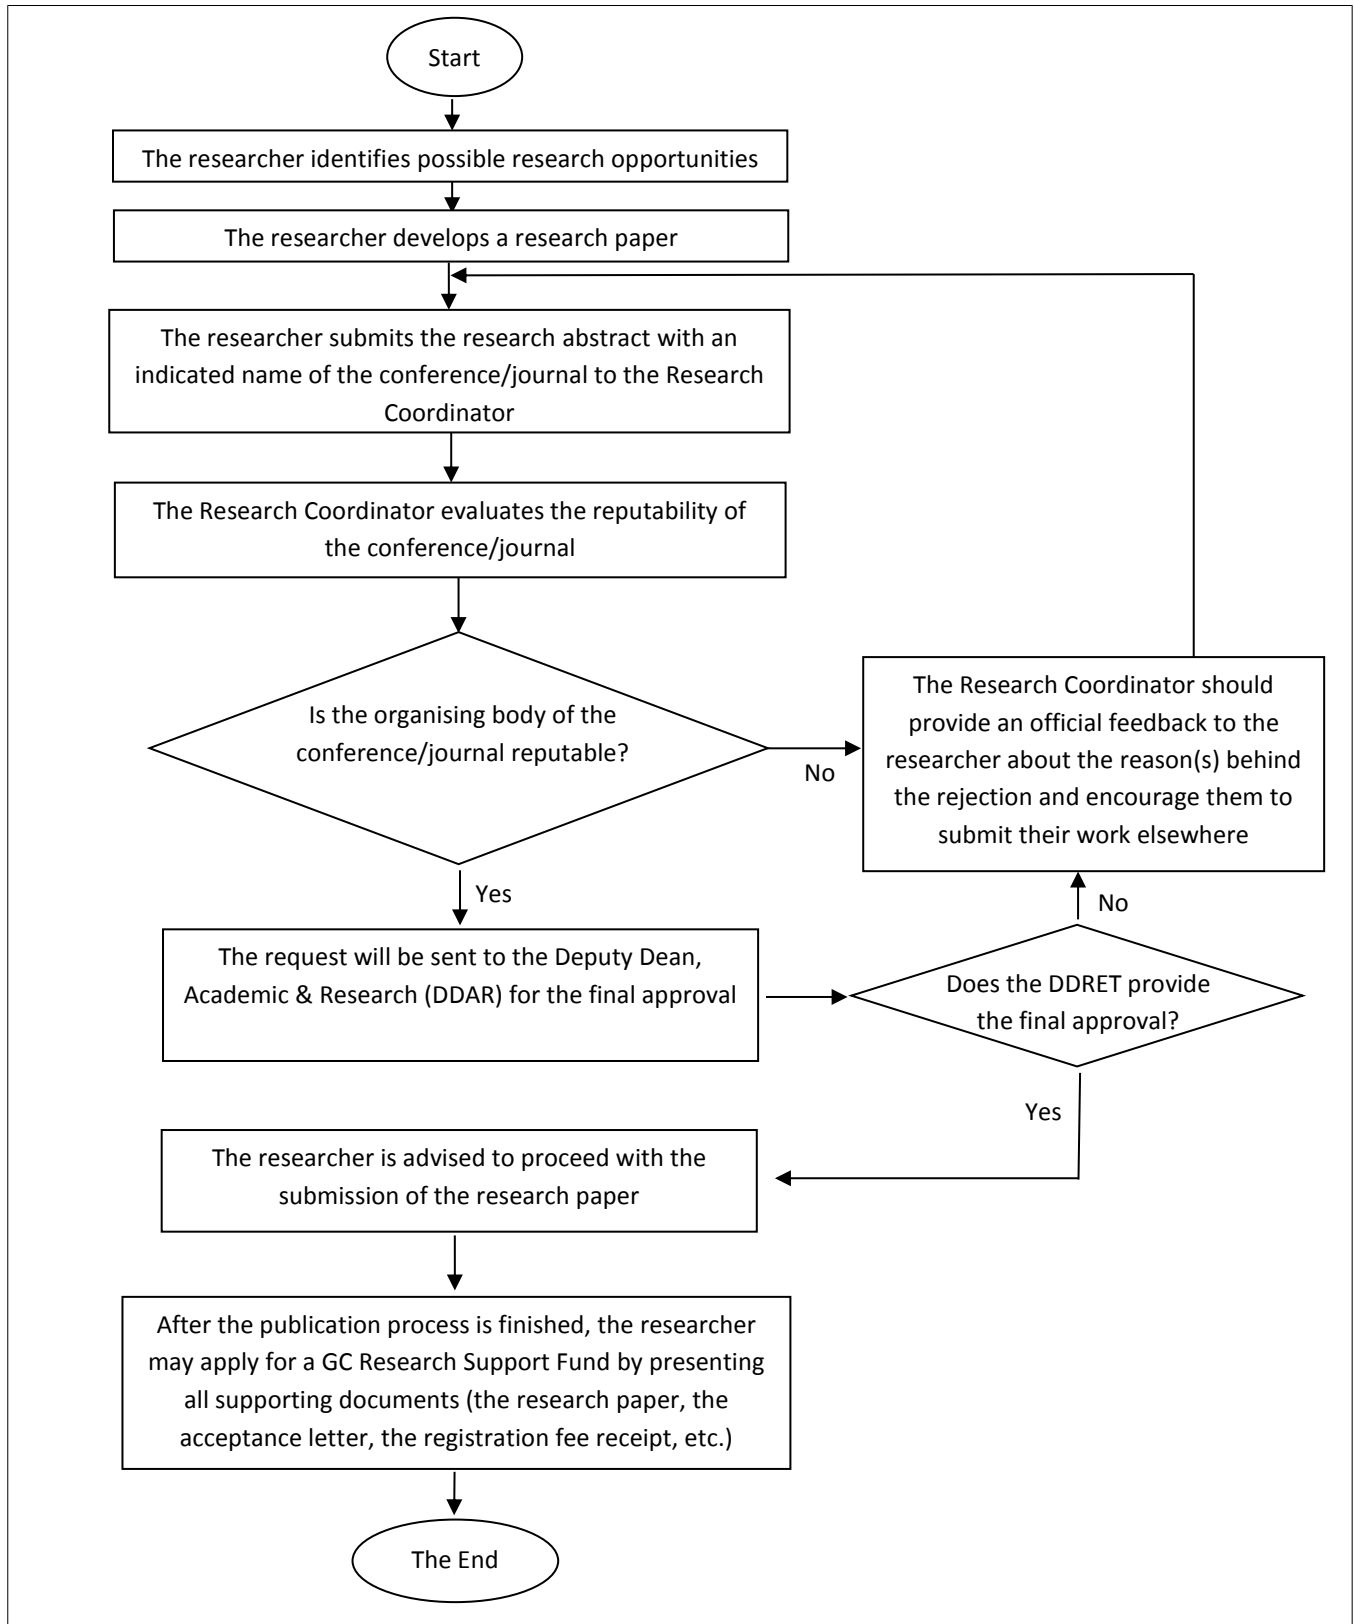 Start
The researcher identifies possible research opportunities
The researcher develops a research paper
The researcher submits the research abstract with an
indicated name of the conference/journal to the Research
Coordinator
The Research Coordinator evaluates the reputability of
the conference/journal
Is the organising body of the
conference/journal reputable?
No
The Research Coordinator should
provide an official feedback to the
researcher about the reason(s) behind
the rejection and encourage them to
submit their work elsewhere
Yes
No
The request will be sent to the Deputy Dean,
Academic & Research (DDAR) for the final approval
Does the DDRET provide
the final approval?
Yes
The researcher is advised to proceed with the
submission of the research paper
After the publication process is finished, the researcher
may apply for a GC Research Support Fund by presenting
all supporting documents (the research paper, the
acceptance letter, the registration fee receipt, etc.)
The End